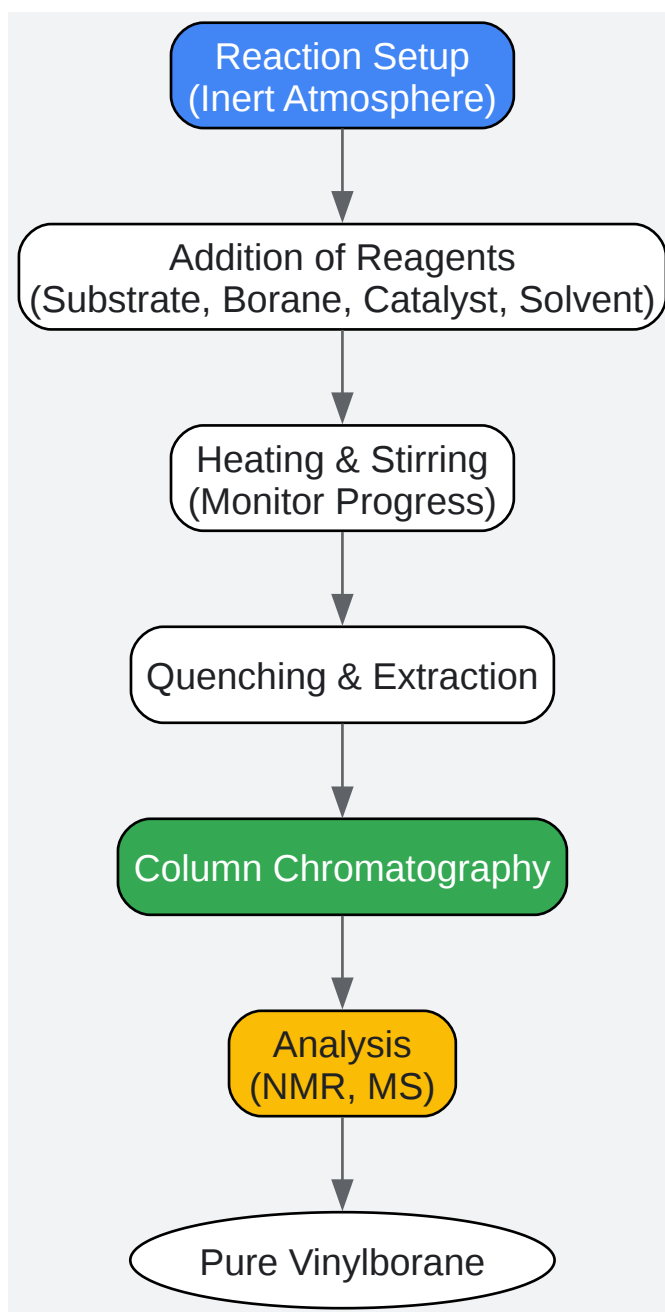 Reaction Setup
(Inert Atmosphere)
Addition of Reagents
(Substrate, Borane, Catalyst, Solvent)
Heating & Stirring
(Monitor Progress)
Quenching & Extraction
Column Chromatography
Analysis
(NMR, MS)
Pure Vinylborane